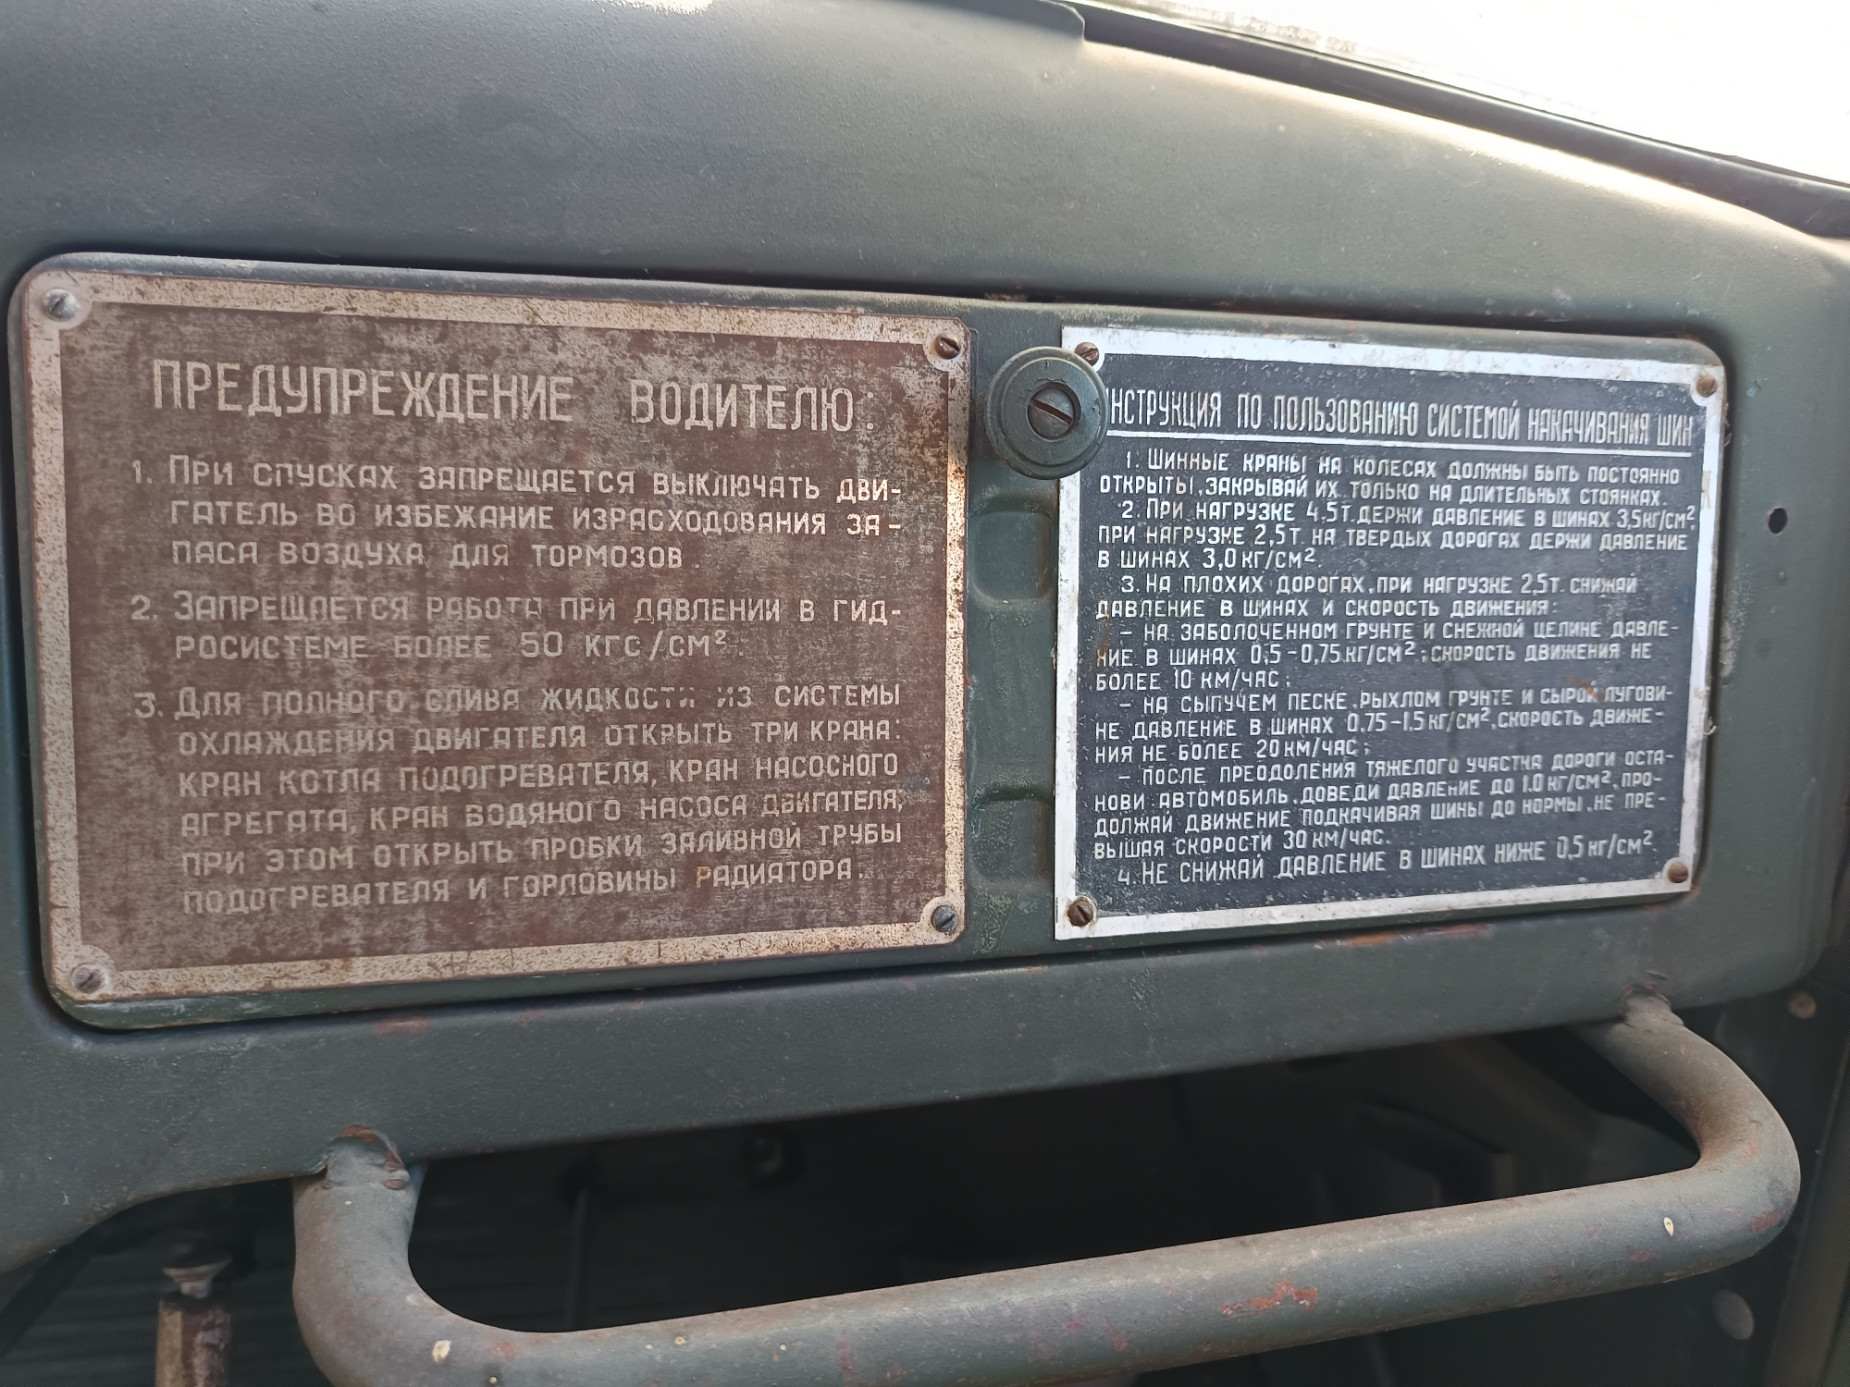 ПРЕДУПРЕЖДЕНИЕ ВОДИТЕЛЮ:
1. ПРИ СПУСКАХ ЗАПРЕЩАЕТСЯ ВЫКЛЮЧАТЬ ДВИ-
ГАТЕЛЬ ВО ИЗБЕЖАНИЕ ИЗРАСХОДОВАНИЯ ЗА-
ПАСА ВОЗДУХА ДЛЯ ТОРМОЗОВ.
2. ЗАПРЕЩАЕТСЯ РАБОТА ПРИ ДАВЛЕНИИ В ГИД-
РОСИСТЕМЕ БОЛЕЕ 50 КГС/СМ².
3. ДЛЯ ПОЛНОГО СЛИВА ЖИДКОСТИ ИЗ СИСТЕМЫ
ОХЛАЖДЕНИЯ ДВИГАТЕЛЯ ОТКРЫТЬ ТРИ КРАНА:
КРАН КОТЛА ПОДОГРЕВАТЕЛЯ, КРАН НАСОСНОГО
АГРЕГАТА, КРАН ВОДЯНОГО НАСОСА ДВИГАТЕЛЯ,
ПРИ ЭТОМ ОТКРЫТЬ ПРОБКИ ЗАЛИВНОЙ ТРУБЫ
ПОДОГРЕВАТЕЛЯ И ГОРЛОВИНЫ РАДИАТОРА.
ИНСТРУКЦИЯ ПО ПОЛЬЗОВАНИЮ СИСТЕМОЙ НАКАЧИВАНИЯ ШИН
1. ШИННЫЕ КРАНЫ НА КОЛЕСАХ ДОЛЖНЫ БЫТЬ ПОСТОЯННО
ОТКРЫТЫ, ЗАКРЫВАЙ ИХ ТОЛЬКО НА ДЛИТЕЛЬНЫХ СТОЯНКАХ.
2. ПРИ НАГРУЗКЕ 4,5Т. ДЕРЖИ ДАВЛЕНИЕ В ШИНАХ 3,5 КГ/СМ²;
ПРИ НАГРУЗКЕ 2,5Т. НА ТВЕРДЫХ ДОРОГАХ ДЕРЖИ ДАВЛЕНИЕ
В ШИНАХ 3,0 КГ/СМ².
3. НА ПЛОХИХ ДОРОГАХ, ПРИ НАГРУЗКЕ 2,5Т. СНИЖАЙ
ДАВЛЕНИЕ В ШИНАХ И СКОРОСТЬ ДВИЖЕНИЯ:
– НА ЗАБОЛОЧЕННОМ ГРУНТЕ И СНЕЖНОЙ ЦЕЛИНЕ ДАВЛЕ-
НИЕ В ШИНАХ 0,5–0,75 КГ/СМ²; СКОРОСТЬ ДВИЖЕНИЯ НЕ
БОЛЕЕ 10 КМ/ЧАС;
– НА СЫПУЧЕМ ПЕСКЕ, РЫХЛОМ ГРУНТЕ И СЫРОЙ ЛУГОВИ-
НЕ ДАВЛЕНИЕ В ШИНАХ 0,75–1,5 КГ/СМ², СКОРОСТЬ ДВИЖЕ-
НИЯ НЕ БОЛЕЕ 20 КМ/ЧАС;
– ПОСЛЕ ПРЕОДОЛЕНИЯ ТЯЖЕЛОГО УЧАСТКА ДОРОГИ ОСТА-
НОВИ АВТОМОБИЛЬ, ДОВЕДИ ДАВЛЕНИЕ ДО 1.0 КГ/СМ², ПРО-
ДОЛЖАЙ ДВИЖЕНИЕ ПОДКАЧИВАЯ ШИНЫ ДО НОРМЫ, НЕ ПРЕ-
ВЫШАЯ СКОРОСТИ 30 КМ/ЧАС.
4. НЕ СНИЖАЙ ДАВЛЕНИЕ В ШИНАХ НИЖЕ 0,5 КГ/СМ².